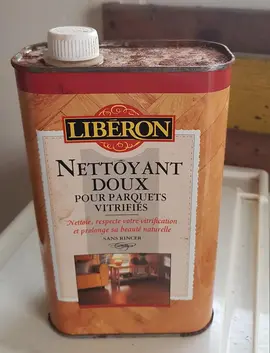 LIBERON
NETTOYANT
DOUX
POUR PARQUETS
VITRIFIÉS
Nettoie, respecte votre vitrification
et prolonge sa beauté naturelle
SANS RINCER